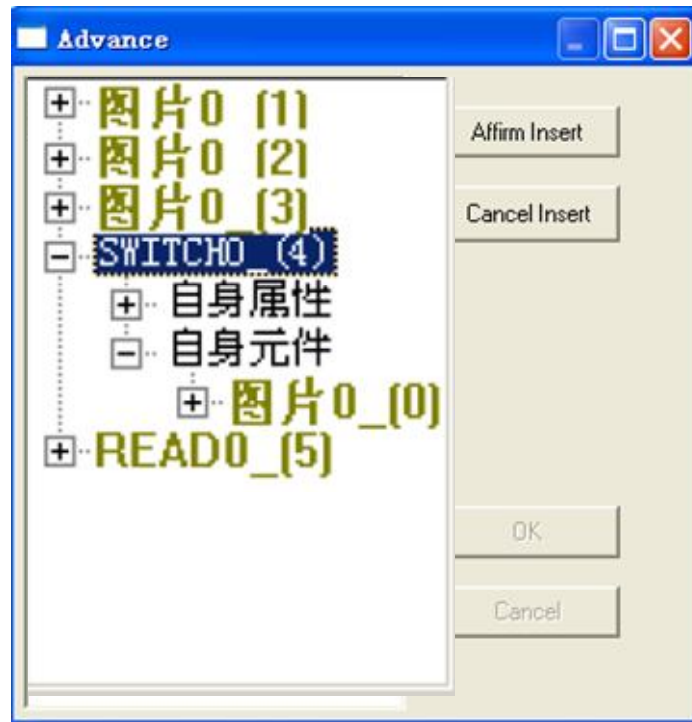 Advance
图片0_(1)
图片0_(2)
图片0_(3)
SWITCH0_(4)
自身属性
自身元件
图片0_(0)
READ0_(5)
Affirm Insert
Cancel Insert
OK
Cancel